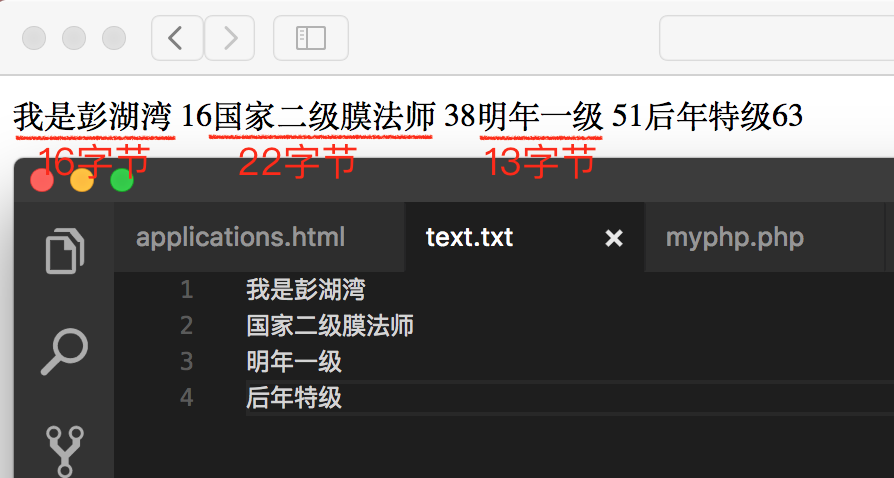 我是彭湖湾 16国家二级膜法师 38明年一级 51后年特级63
16字节 22字节 13字节
applications.html text.txt × myphp.php
1 我是彭湖湾
2 国家二级膜法师
3 明年一级
4 后年特级